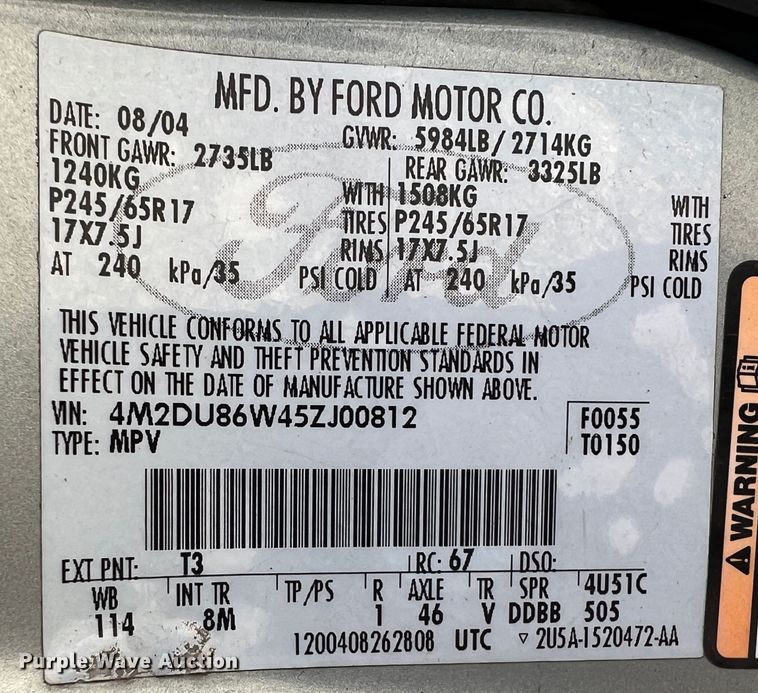 MFD. BY FORD MOTOR CO.
DATE: 08/04 GVWR: 5984LB/ 2714KG
FRONT GAWR: 2735LB REAR GAWR: 3325LB
1240KG WITH 1508KG WITH
P245/65R17 TIRES P245/65R17 TIRES
17X7.5J RIMS 17X7.5J RIMS
AT 240 kPa/35 PSI COLD AT 240 kPa/35 PSI COLD
Ford
THIS VEHICLE CONFORMS TO ALL APPLICABLE FEDERAL MOTOR
VEHICLE SAFETY AND THEFT PREVENTION STANDARDS IN
EFFECT ON THE DATE OF MANUFACTURE SHOWN ABOVE.
VIN: 4M2DU86W45ZJ00812 F0055
TYPE: MPV T0150
EXT PNT: T3 RC: 67 DSO:
WB INT TR TP/PS R AXLE TR SPR 4U51C
114 8M 1 46 V DDBB 505
1200408262808 UTC ▿ 2U5A-1520472-AA
WARNING
Purple Wave Auction